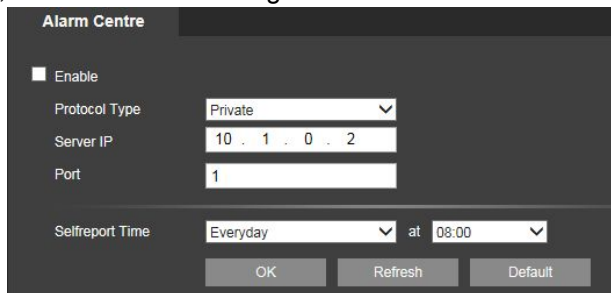 Alarm Centre
Enable
Protocol Type Private
Server IP 10 . 1 . 0 . 2
Port 1
Selfreport Time Everyday at 08:00
OK Refresh Default